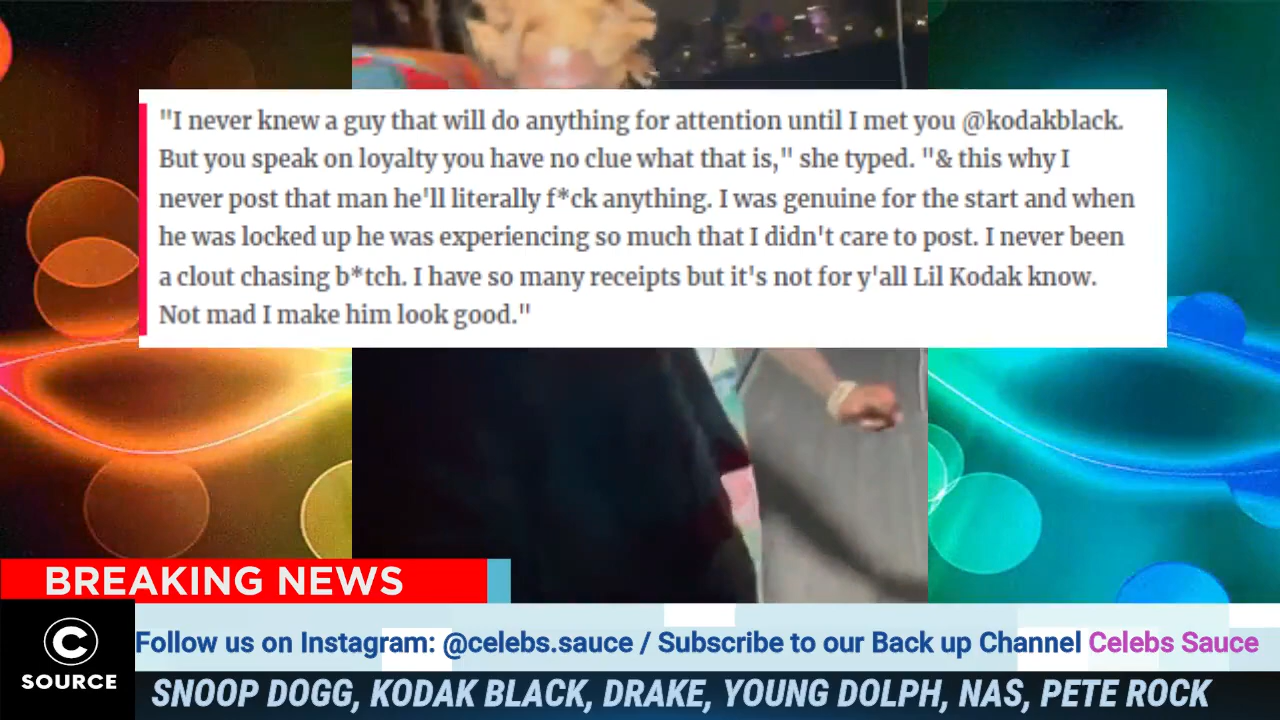 "I never knew a guy that will do anything for attention until I met you @kodakblack.
But you speak on loyalty you have no clue what that is," she typed. "& this why I
never post that man he'll literally f*ck anything. I was genuine for the start and when
he was locked up he was experiencing so much that I didn't care to post. I never been
a clout chasing b*tch. I have so many receipts but it's not for y'all Lil Kodak know.
Not mad I make him look good."
BREAKING NEWS
C
SOURCE
Follow us on Instagram: @celebs.sauce / Subscribe to our Back up Channel Celebs Sauce
SNOOP DOGG, KODAK BLACK, DRAKE, YOUNG DOLPH, NAS, PETE ROCK